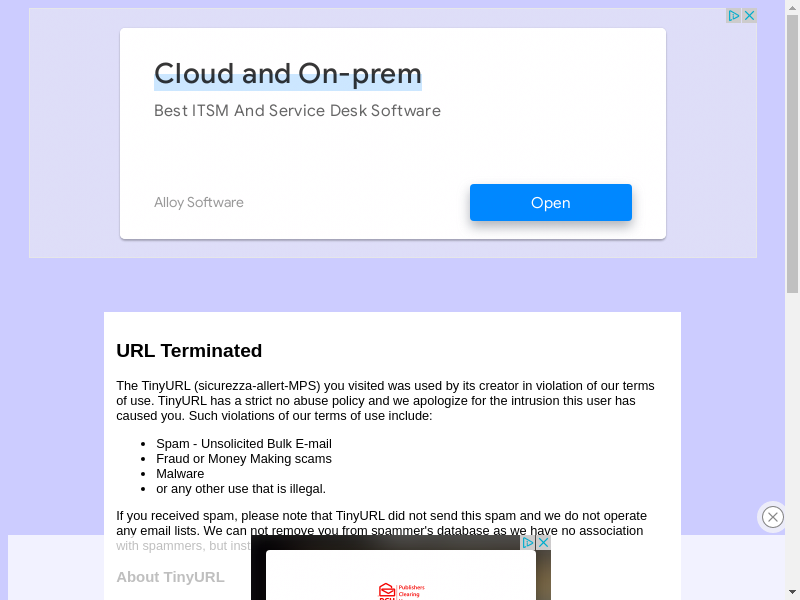 Cloud and On-prem
Best ITSM And Service Desk Software
Alloy Software
Open
URL Terminated
The TinyURL (sicurezza-allert-MPS) you visited was used by its creator in violation of our terms
of use. TinyURL has a strict no abuse policy and we apologize for the intrusion this user has
caused you. Such violations of our terms of use include:
• Spam - Unsolicited Bulk E-mail
• Fraud or Money Making scams
• Malware
• or any other use that is illegal.
If you received spam, please note that TinyURL did not send this spam and we do not operate
any email lists. We can not remove you from spammer's database as we have no association
with spammers, but inst
About TinyURL
Publishers
Clearing